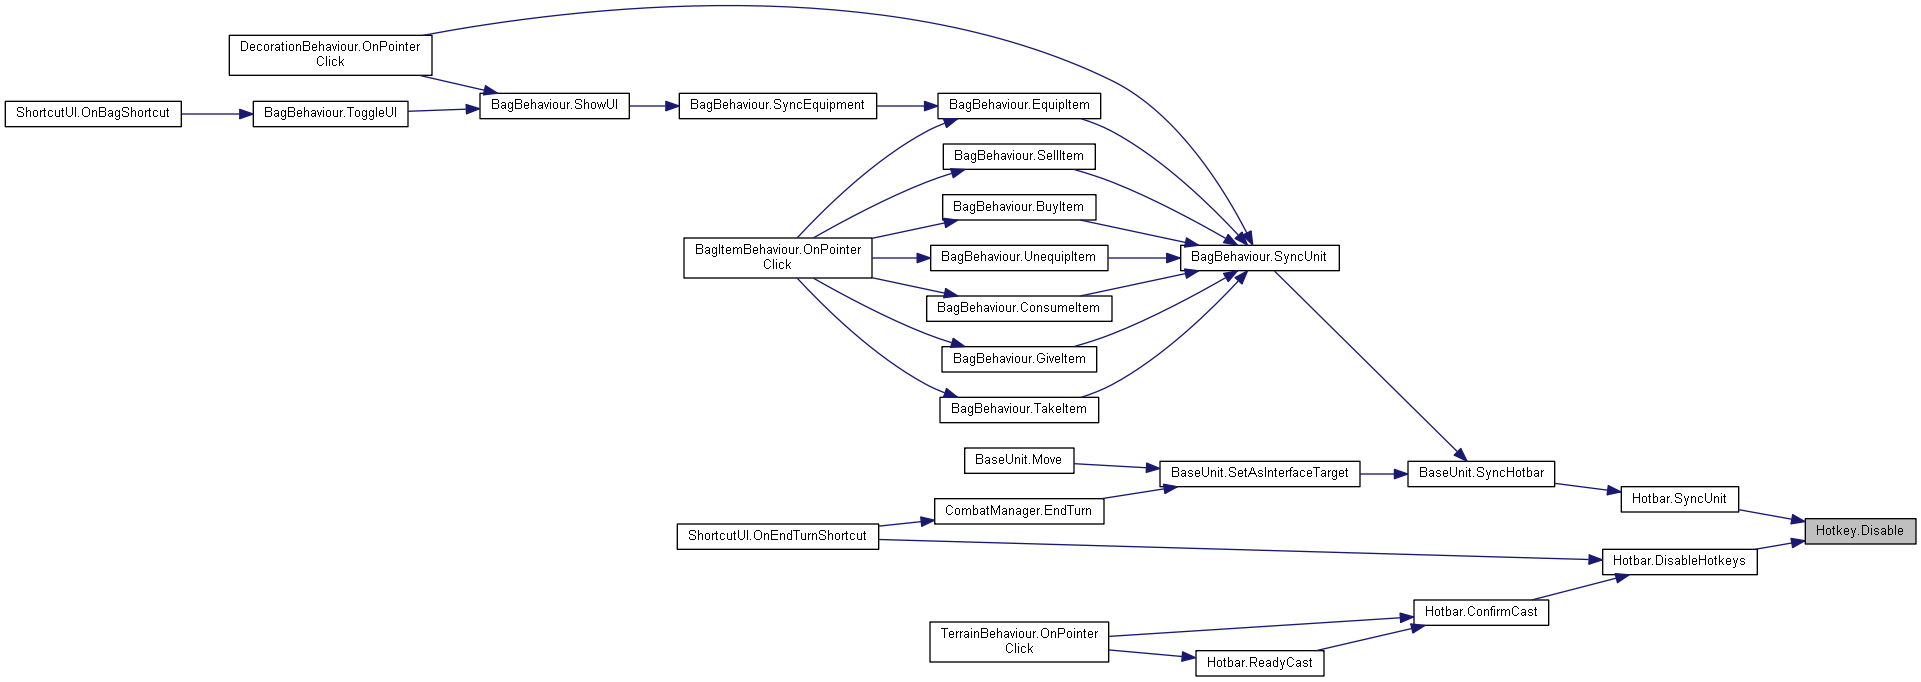 DecorationBehaviour.OnPointer
Click
ShortcutUI.OnBagShortcut
BagBehaviour.ToggleUI
BagBehaviour.ShowUI
BagBehaviour.SyncEquipment
BagBehaviour.EquipItem
BagBehaviour.SellItem
BagBehaviour.BuyItem
BagItemBehaviour.OnPointer
Click
BagBehaviour.UnequipItem
BagBehaviour.SyncUnit
BagBehaviour.ConsumeItem
BagBehaviour.GiveItem
BagBehaviour.TakeItem
BaseUnit.Move
BaseUnit.SetAsInterfaceTarget
BaseUnit.SyncHotbar
Hotbar.SyncUnit
CombatManager.EndTurn
ShortcutUI.OnEndTurnShortcut
Hotkey.Disable
Hotbar.DisableHotkeys
Hotbar.ConfirmCast
TerrainBehaviour.OnPointer
Click
Hotbar.ReadyCast